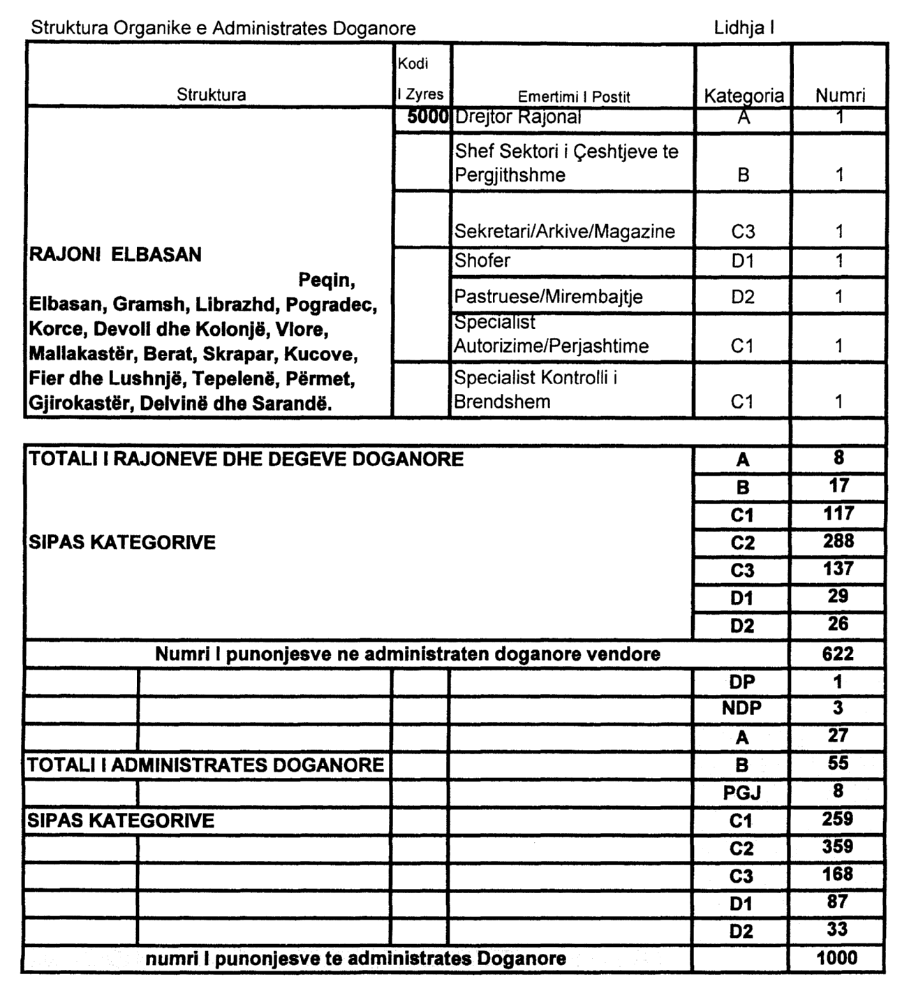 Struktura Organike e Administrates Doganore Lidhja I
Kodi
Struktura I Zyres Emertimi I Postit Kategoria Numri
5000 Drejtor Rajonal A 1
Shef Sektori i Çeshtjeve te
Pergjithshme B 1
Sekretari/Arkive/Magazine C3 1
RAJONI ELBASAN
Shofer D1 1
Peqin,
Elbasan, Gramsh, Librazhd, Pogradec,
Korce, Devoll dhe Kolonjë, Vlore,
Mallakastër, Berat, Skrapar, Kucove,
Fier dhe Lushnjë, Tepelenë, Përmet,
Gjirokastër, Delvinë dhe Sarandë.
Pastruese/Mirembajtje D2 1
Specialist
Autorizime/Perjashtime C1 1
Specialist Kontrolli i
Brendshem C1 1
TOTALI I RAJONEVE DHE DEGEVE DOGANORE A 8
B 17
C1 117
SIPAS KATEGORIVE C2 288
C3 137
D1 29
D2 26
Numri I punonjesve ne administraten doganore vendore 622
DP 1
NDP 3
A 27
TOTALI I ADMINISTRATES DOGANORE B 55
PGJ 8
SIPAS KATEGORIVE C1 259
C2 359
C3 168
D1 87
D2 33
numri I punonjesve te administrates Doganore 1000